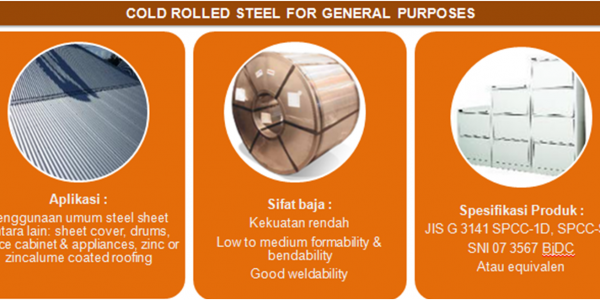 COLD ROLLED STEEL FOR GENERAL PURPOSES
Aplikasi :
enggunaan umum steel sheet
ntara lain: sheet cover, drums,
ce cabinet & appliances, zinc or
zincalume coated roofing
Sifat baja :
Kekuatan rendah
Low to medium formability &
bendability
Good weldability
Spesifikasi Produk :
JIS G 3141 SPCC-1D, SPCC-S
SNI 07 3567 BjDC
Atau equivalen